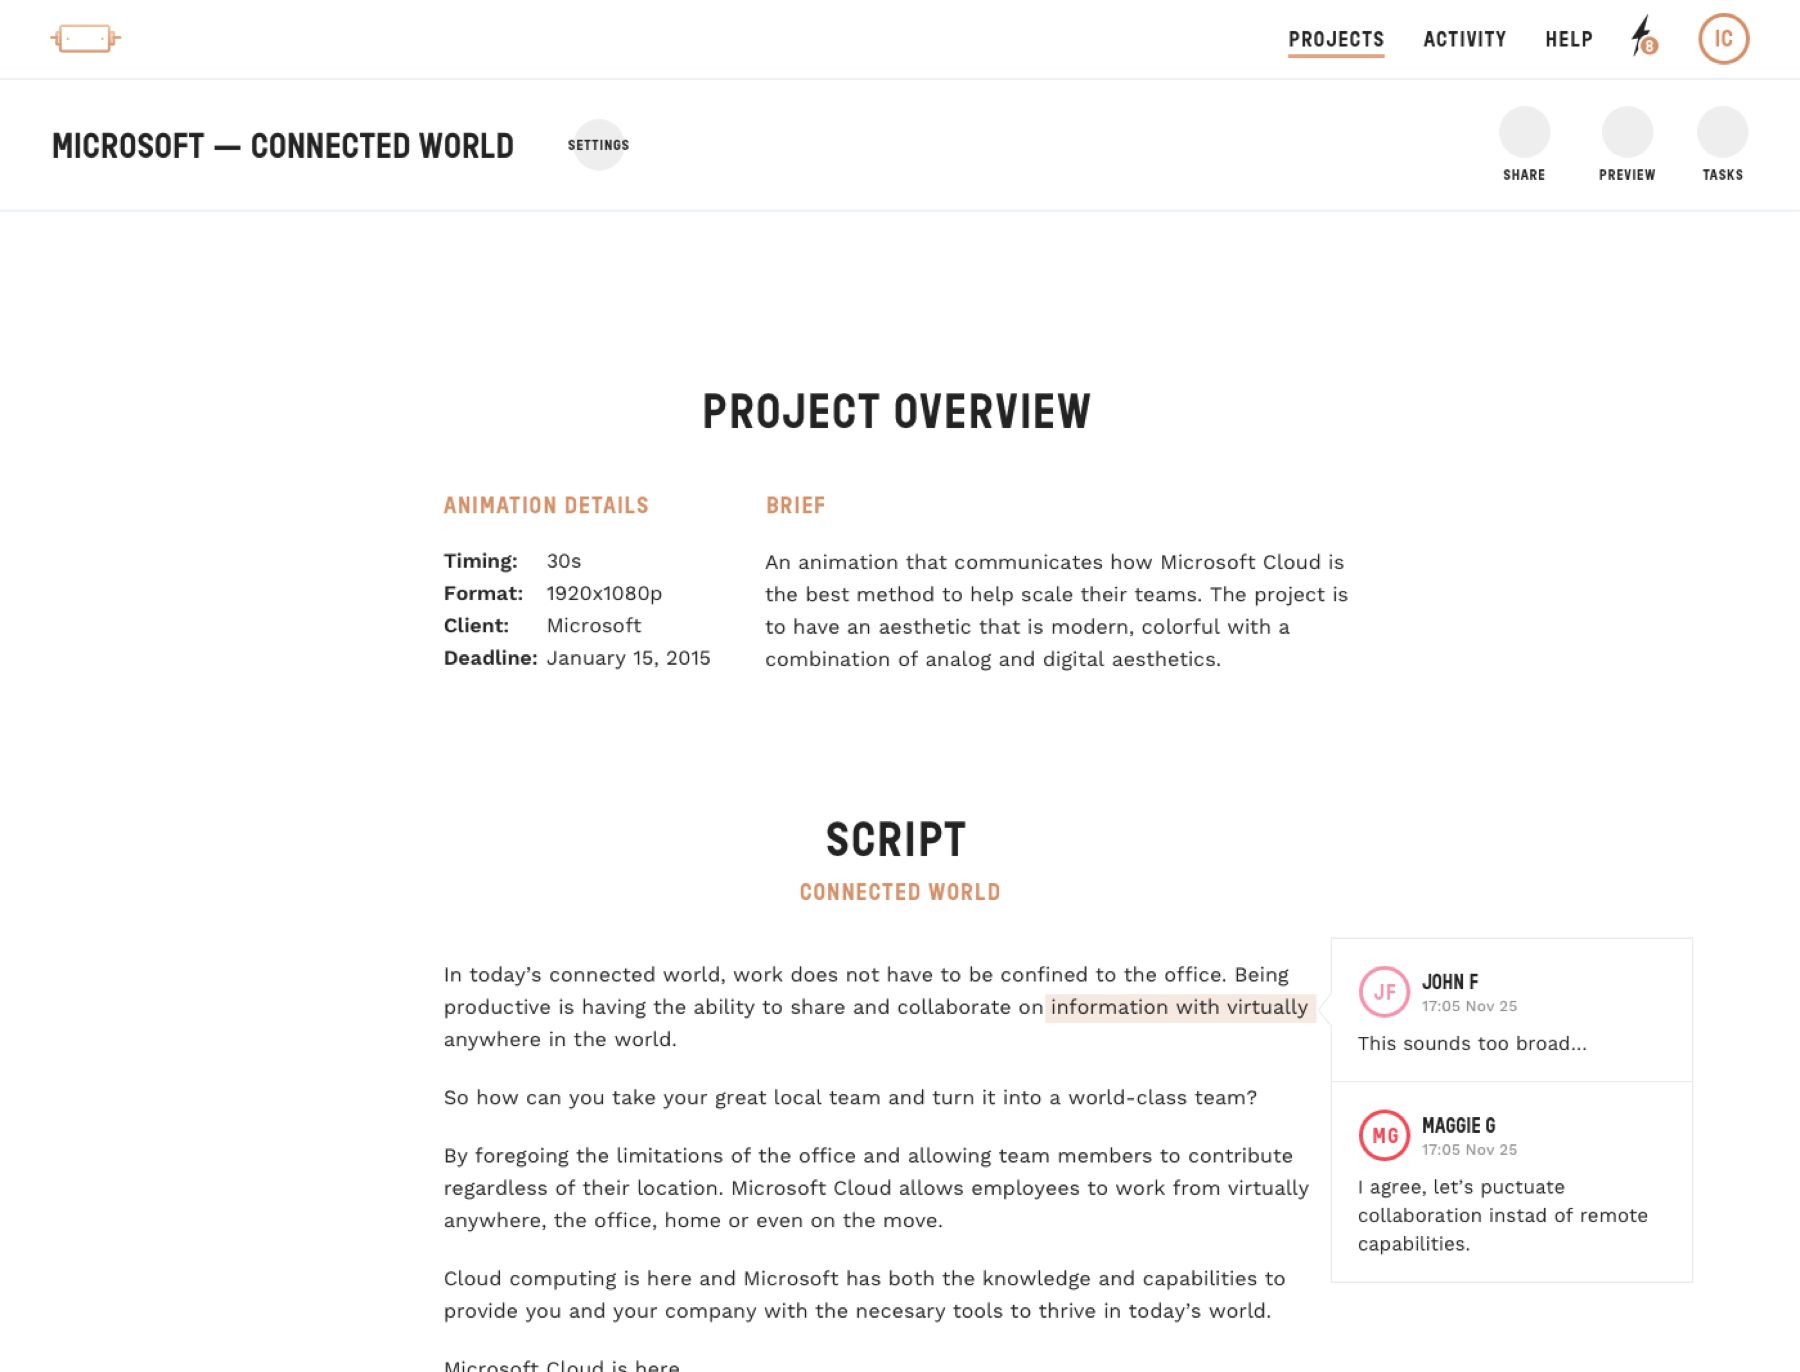 PROJECTS ACTIVITY HELP 8 IC
MICROSOFT — CONNECTED WORLD SETTINGS
SHARE PREVIEW TASKS
PROJECT OVERVIEW
ANIMATION DETAILS
Timing: 30s
Format: 1920x1080p
Client: Microsoft
Deadline: January 15, 2015
BRIEF
An animation that communicates how Microsoft Cloud is
the best method to help scale their teams. The project is
to have an aesthetic that is modern, colorful with a
combination of analog and digital aesthetics.
SCRIPT
CONNECTED WORLD
In today’s connected world, work does not have to be confined to the office. Being
productive is having the ability to share and collaborate on information with virtually
anywhere in the world.
So how can you take your great local team and turn it into a world-class team?
By foregoing the limitations of the office and allowing team members to contribute
regardless of their location. Microsoft Cloud allows employees to work from virtually
anywhere, the office, home or even on the move.
Cloud computing is here and Microsoft has both the knowledge and capabilities to
provide you and your company with the necesary tools to thrive in today’s world.
Microsoft Cloud is here
JF JOHN F
17:05 Nov 25
This sounds too broad...
MG MAGGIE G
17:05 Nov 25
I agree, let’s puctuate
collaboration instad of remote
capabilities.